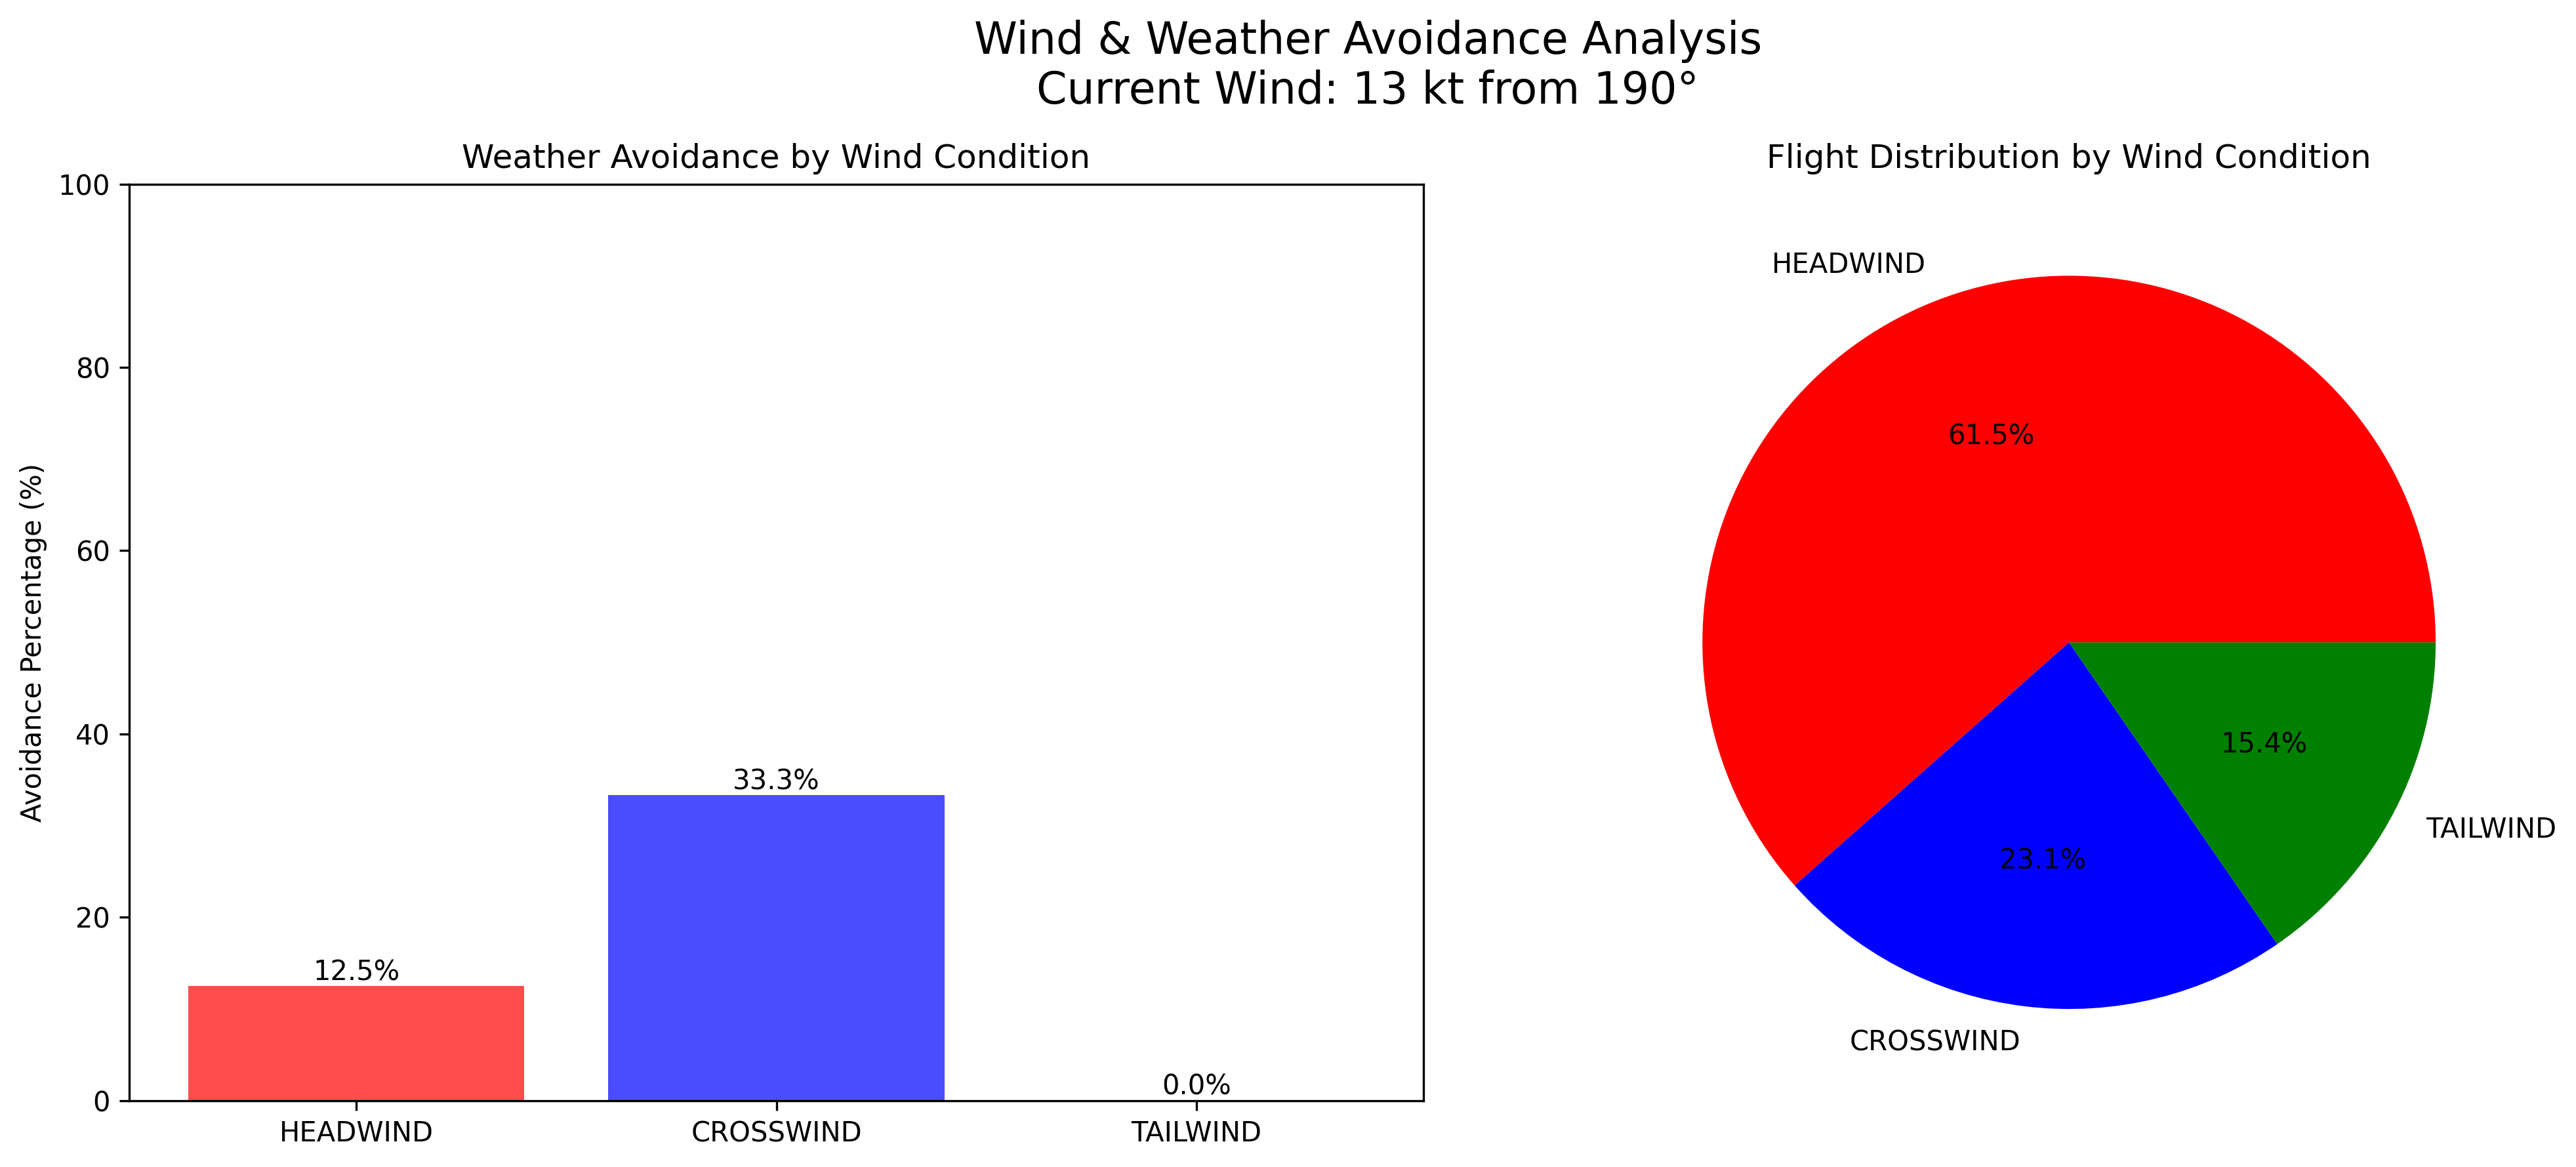 Wind & Weather Avoidance Analysis
Current Wind: 13 kt from 190°
Weather Avoidance by Wind Condition
100
80
60
40
20
0
Avoidance Percentage (%)
12.5%
33.3%
0.0%
HEADWIND
CROSSWIND
TAILWIND
Flight Distribution by Wind Condition
HEADWIND
61.5%
15.4%
TAILWIND
23.1%
CROSSWIND